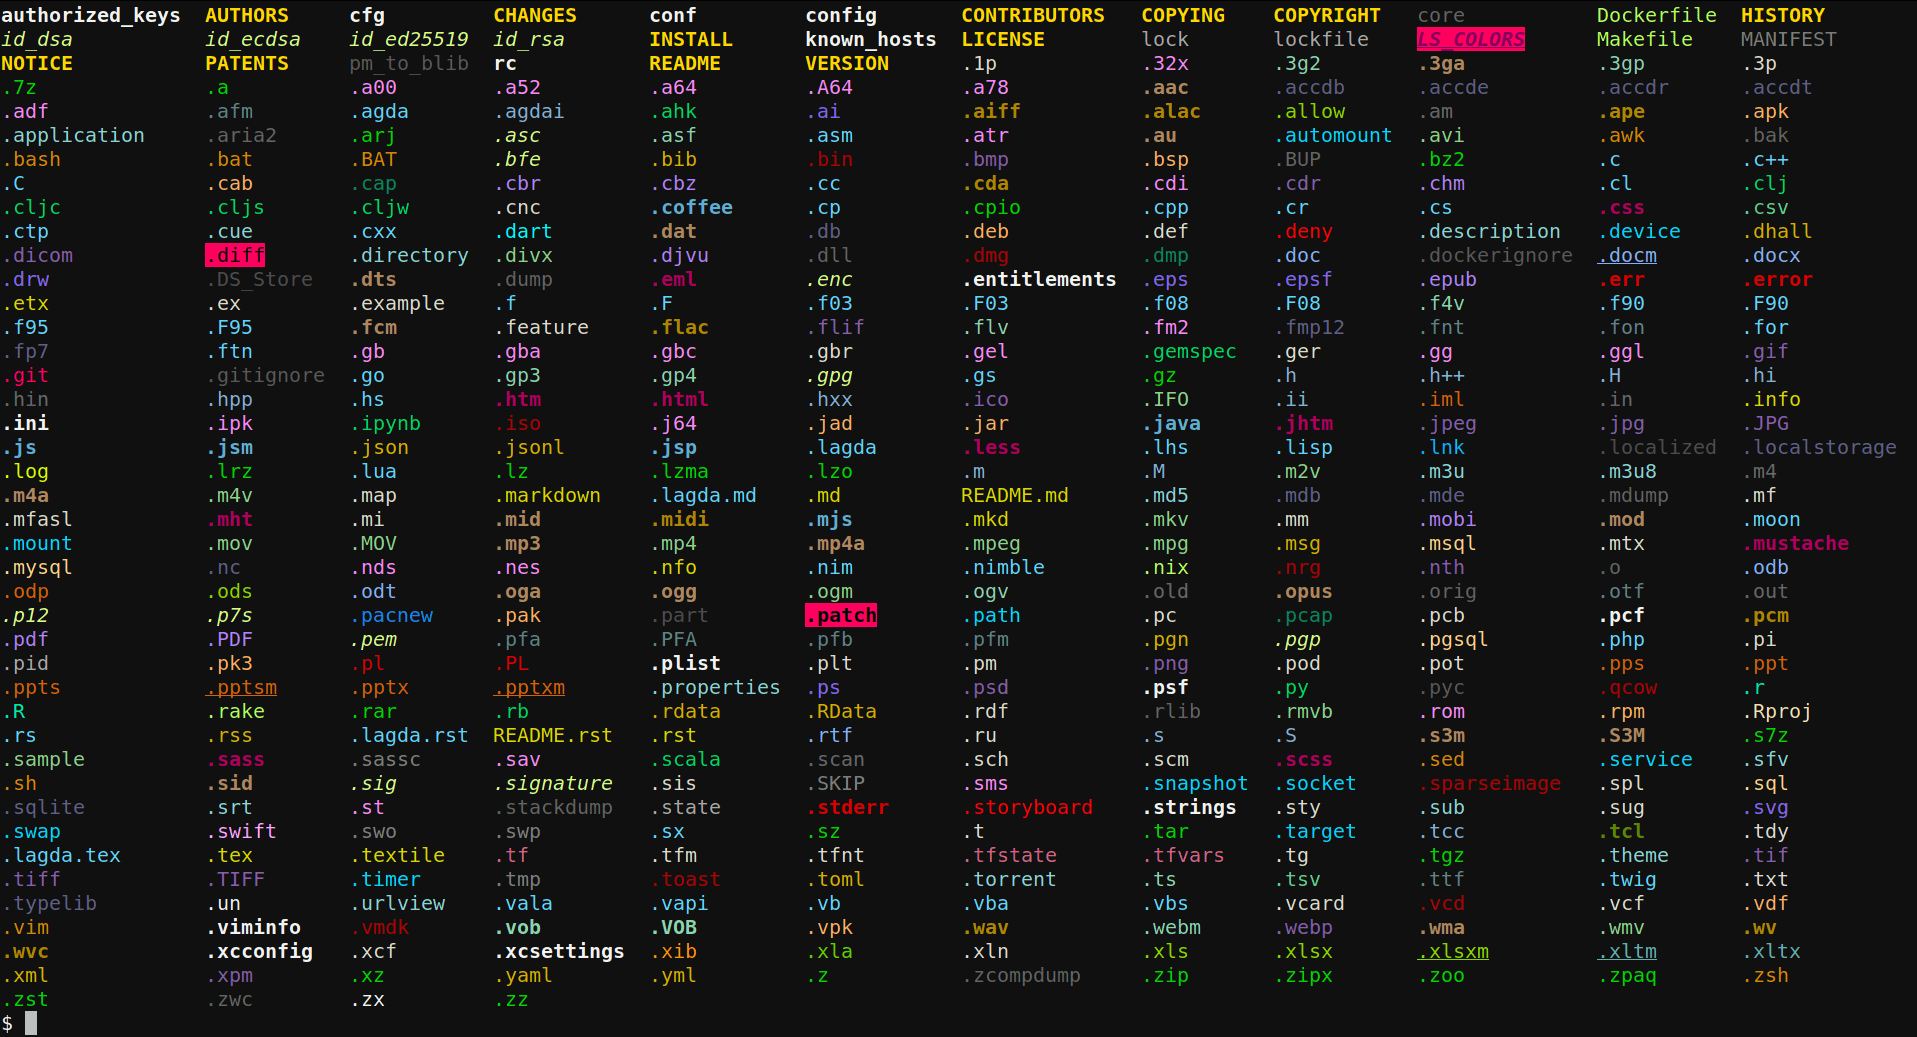 authorized_keys AUTHORS cfg CHANGES conf config CONTRIBUTORS COPYING COPYRIGHT core Dockerfile HISTORY
id_dsa id_ecdsa id_ed25519 id_rsa INSTALL known_hosts LICENSE lock lockfile LS_COLORS Makefile MANIFEST
NOTICE PATENTS pm_to_blib rc README VERSION .1p .32x .3g2 .3ga .3gp .3p
.7z .a .a00 .a52 .a64 .A64 .a78 .aac .accdb .accde .accdr .accdt
.adf .afm .agda .agdai .ahk .ai .aiff .alac .allow .am .ape .apk
.application .aria2 .arj .asc .asf .asm .atr .au .automount .avi .awk .bak
.bash .bat .BAT .bfe .bib .bin .bmp .bsp .BUP .bz2 .c .c++
.C .cab .cap .cbr .cbz .cc .cda .cdi .cdr .chm .cl .clj
.cljc .cljs .cljw .cnc .coffee .cp .cpio .cpp .cr .cs .css .csv
.ctp .cue .cxx .dart .dat .db .deb .def .deny .description .device .dhall
.dicom .diff .directory .divx .djvu .dll .dmg .dmp .doc .dockerignore .docm .docx
.drw .DS_Store .dts .dump .eml .enc .entitlements .eps .epsf .epub .err .error
.etx .ex .example .f .F .f03 .F03 .f08 .F08 .f4v .f90 .F90
.f95 .F95 .fcm .feature .flac .flif .flv .fm2 .fmp12 .fnt .fon .for
.fp7 .ftn .gb .gba .gbc .gbr .gel .gemspec .ger .gg .ggl .gif
.git .gitignore .go .gp3 .gp4 .gpg .gs .gz .h .h++ .H .hi
.hin .hpp .hs .htm .html .hxx .ico .IFO .ii .iml .in .info
.ini .ipk .ipynb .iso .j64 .jad .jar .java .jhtm .jpeg .jpg .JPG
.js .jsm .json .jsonl .jsp .lagda .less .lhs .lisp .lnk .localized .localstorage
.log .lrz .lua .lz .lzma .lzo .m .M .m2v .m3u .m3u8 .m4
.m4a .m4v .map .markdown .lagda.md .md README.md .md5 .mdb .mde .mdump .mf
.mfasl .mht .mi .mid .midi .mjs .mkd .mkv .mm .mobi .mod .moon
.mount .mov .MOV .mp3 .mp4 .mp4a .mpeg .mpg .msg .msql .mtx .mustache
.mysql .nc .nds .nes .nfo .nim .nimble .nix .nrg .nth .o .odb
.odp .ods .odt .oga .ogg .ogm .ogv .old .opus .orig .otf .out
.p12 .p7s .pacnew .pak .part .patch .path .pc .pcap .pcb .pcf .pcm
.pdf .PDF .pem .pfa .PFA .pfb .pfm .pgn .pgp .pgsql .php .pi
.pid .pk3 .pl .PL .plist .plt .pm .png .pod .pot .pps .ppt
.ppts .pptsm .pptx .pptxm .properties .ps .psd .psf .py .pyc .qcow .r
.R .rake .rar .rb .rdata .RData .rdf .rlib .rmvb .rom .rpm .Rproj
.rs .rss .lagda.rst README.rst .rst .rtf .ru .s .S .s3m .S3M .s7z
.sample .sass .sassc .sav .scala .scan .sch .scm .scss .sed .service .sfv
.sh .sid .sig .signature .sis .SKIP .sms .snapshot .socket .sparseimage .spl .sql
.sqlite .srt .st .stackdump .state .stderr .storyboard .strings .sty .sub .sug .svg
.swap .swift .swo .swp .sx .sz .t .tar .target .tcc .tcl .tdy
.lagda.tex .tex .textile .tf .tfm .tfnt .tfstate .tfvars .tg .tgz .theme .tif
.tiff .TIFF .timer .tmp .toast .toml .torrent .ts .tsv .ttf .twig .txt
.typelib .un .urlview .vala .vapi .vb .vba .vbs .vcard .vcd .vcf .vdf
.vim .viminfo .vmdk .vob .VOB .vpk .wav .webm .webp .wma .wmv .wv
.wvc .xcconfig .xcf .xcsettings .xib .xla .xln .xls .xlsx .xlsxm .xltm .xltx
.xml .xpm .xz .yaml .yml .z .zcompdump .zip .zipx .zoo .zpaq .zsh
.zst .zwc .zx .zz
$